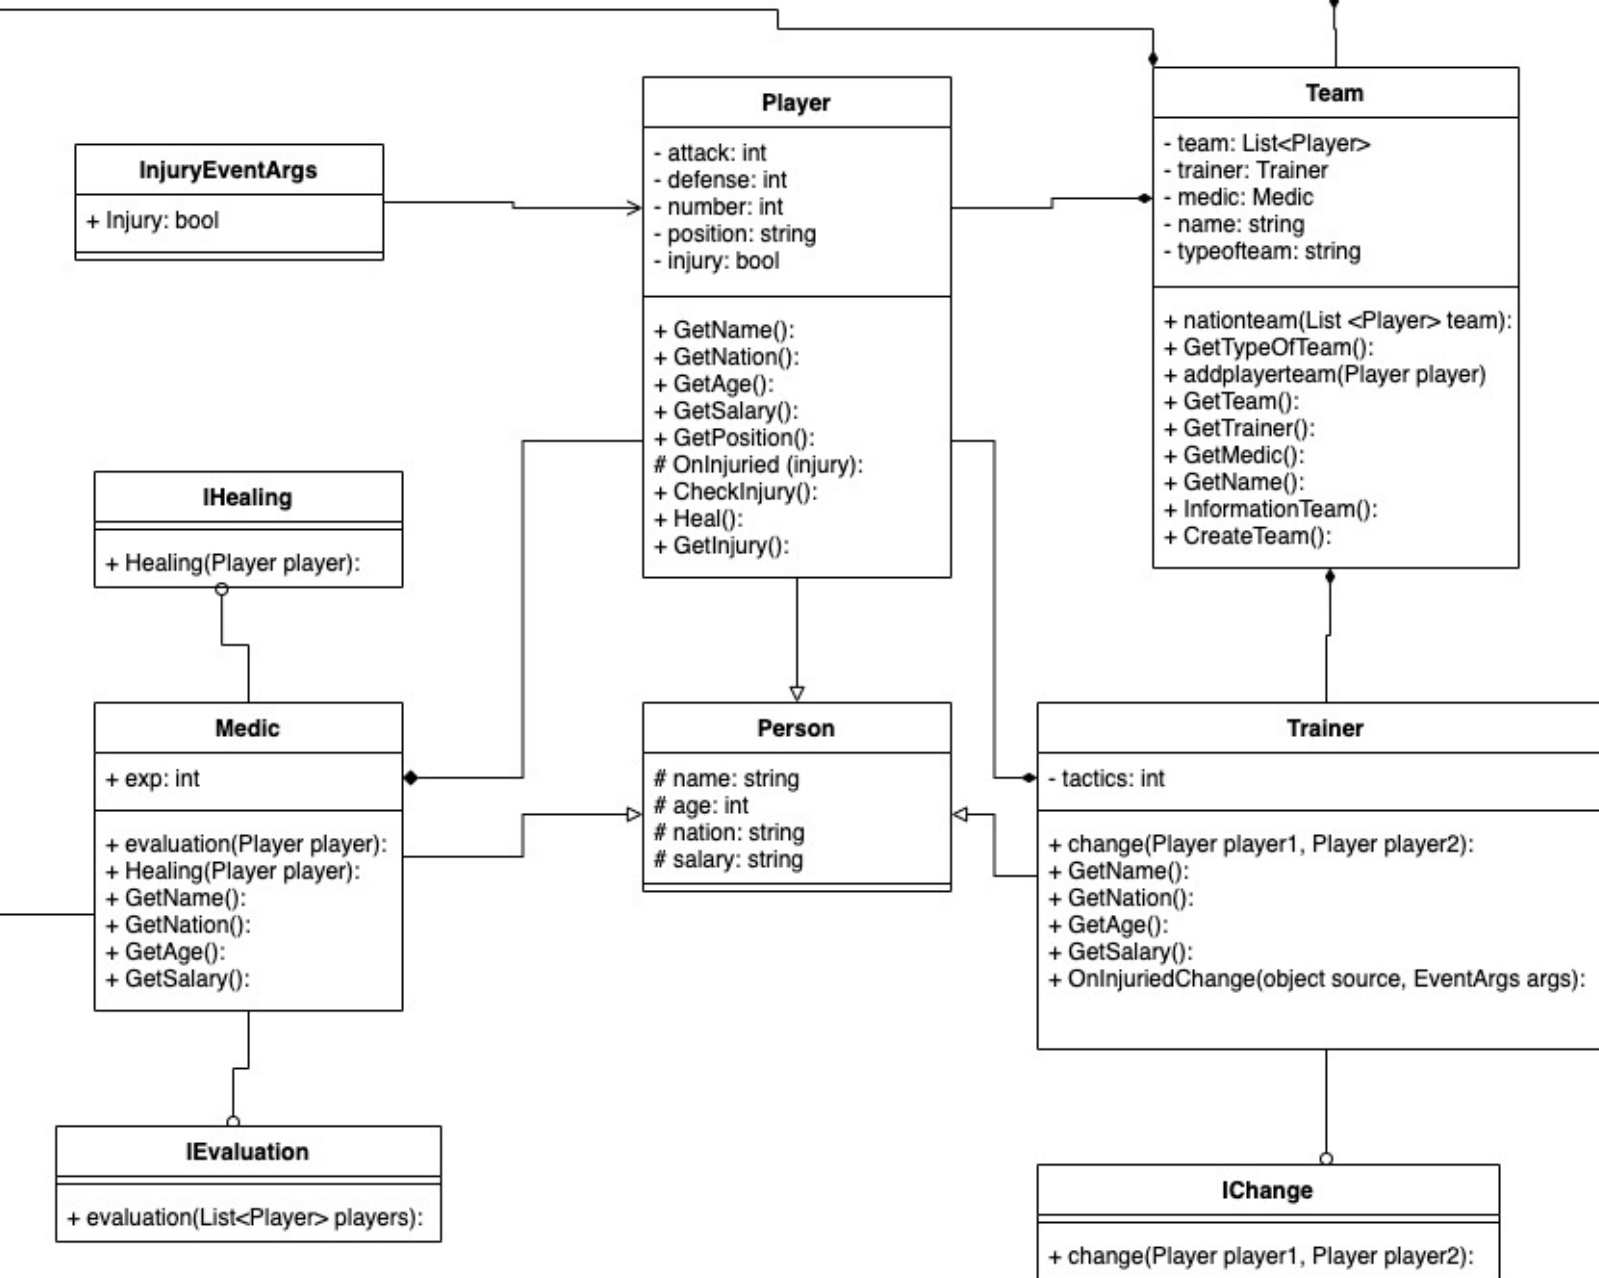 InjuryEventArgs
+ Injury: bool
Player
- attack: int
- defense: int
- number: int
- position: string
- injury: bool
+ GetName():
+ GetNation():
+ GetAge():
+ GetSalary():
+ GetPosition():
# OnInjuried (injury):
+ CheckInjury():
+ Heal():
+ GetInjury():
Team
- team: List<Player>
- trainer: Trainer
- medic: Medic
- name: string
- typeofteam: string
+ nationteam(List <Player> team):
+ GetTypeOfTeam():
+ addplayerteam(Player player)
+ GetTeam():
+ GetTrainer():
+ GetMedic():
+ GetName():
+ InformationTeam():
+ CreateTeam():
IHealing
+ Healing(Player player):
Medic
+ exp: int
+ evaluation(Player player):
+ Healing(Player player):
+ GetName():
+ GetNation():
+ GetAge():
+ GetSalary():
Person
# name: string
# age: int
# nation: string
# salary: string
Trainer
- tactics: int
+ change(Player player1, Player player2):
+ GetName():
+ GetNation():
+ GetAge():
+ GetSalary():
+ OnInjuriedChange(object source, EventArgs args):
IEvaluation
+ evaluation(List<Player> players):
IChange
+ change(Player player1, Player player2):